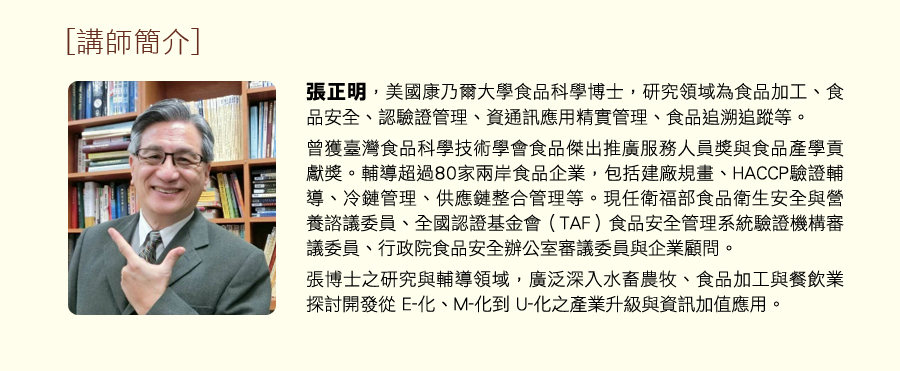 [講師簡介]
張正明，美國康乃爾大學食品科學博士，研究領域為食品加工、食
品安全、認驗證管理、資通訊應用精實管理、食品追溯追蹤等。
曾獲臺灣食品科學技術學會食品傑出推廣服務人員獎與食品產學貢
獻獎。輔導超過80家兩岸食品企業，包括建廠規畫、HACCP驗證輔
導、冷鏈管理、供應鏈整合管理等。現任衛福部食品衛生安全與營
養諮議委員、全國認證基金會（TAF）食品安全管理系統驗證機構審
議委員、行政院食品安全辦公室審議委員與企業顧問。
張博士之研究與輔導領域，廣泛深入水畜農牧、食品加工與餐飲業
探討開發從 E-化、M-化到 U-化之產業升級與資訊加值應用。